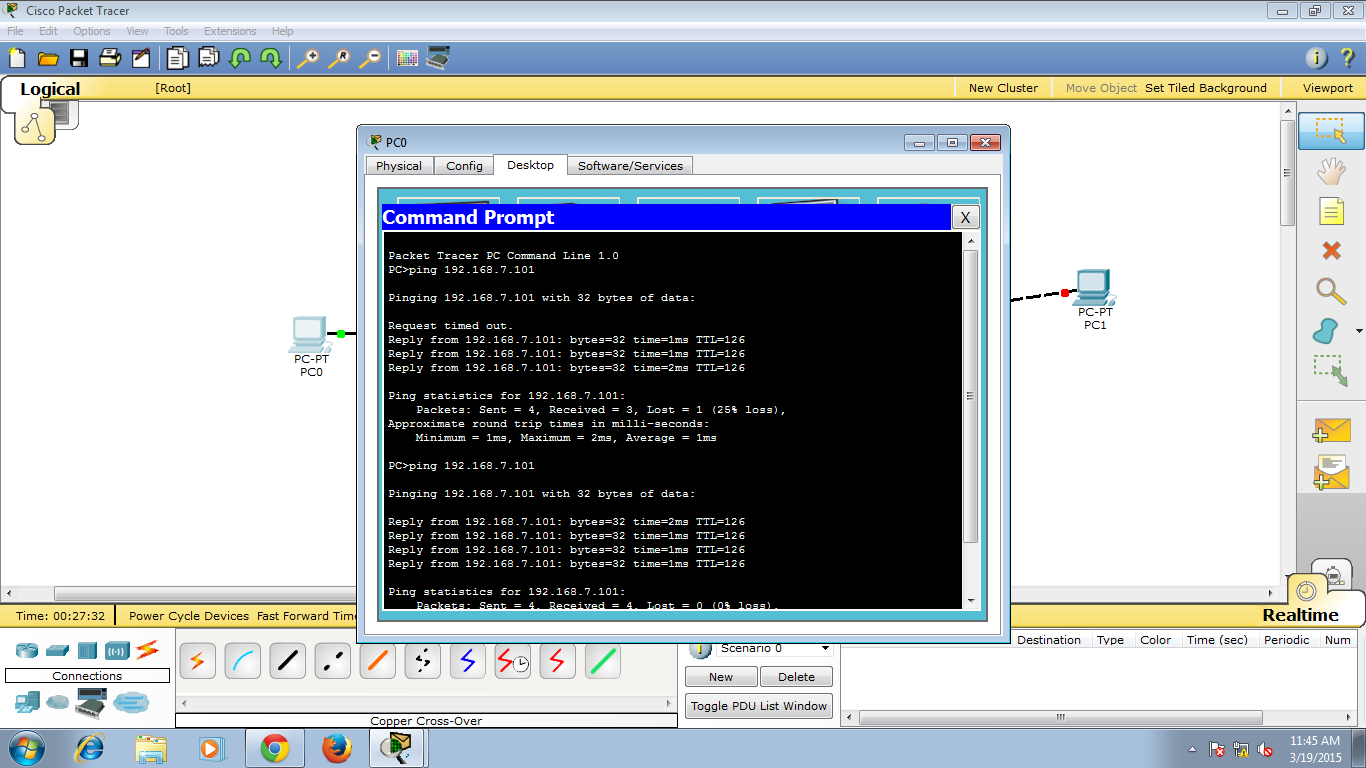 Cisco Packet Tracer
File Edit Options View Tools Extensions Help
Logical [Root] New Cluster Move Object Set Tiled Background Viewport
PC0
Physical Config Desktop Software/Services
Command Prompt X
Packet Tracer PC Command Line 1.0
PC>ping 192.168.7.101
Pinging 192.168.7.101 with 32 bytes of data:
Request timed out.
Reply from 192.168.7.101: bytes=32 time=1ms TTL=126
Reply from 192.168.7.101: bytes=32 time=1ms TTL=126
Reply from 192.168.7.101: bytes=32 time=2ms TTL=126
Ping statistics for 192.168.7.101:
Packets: Sent = 4, Received = 3, Lost = 1 (25% loss),
Approximate round trip times in milli-seconds:
Minimum = 1ms, Maximum = 2ms, Average = 1ms
PC>ping 192.168.7.101
Pinging 192.168.7.101 with 32 bytes of data:
Reply from 192.168.7.101: bytes=32 time=2ms TTL=126
Reply from 192.168.7.101: bytes=32 time=1ms TTL=126
Reply from 192.168.7.101: bytes=32 time=1ms TTL=126
Reply from 192.168.7.101: bytes=32 time=1ms TTL=126
Ping statistics for 192.168.7.101:
Packets: Sent = 4, Received = 4, Lost = 0 (0% loss),
PC-PT
PC0
PC-PT
PC1
Time: 00:27:32 Power Cycle Devices Fast Forward Time
Realtime
Connections
Copper Cross-Over
Scenario 0
New Delete
Toggle PDU List Window
Destination Type Color Time (sec) Periodic Num
11:45 AM
3/19/2015